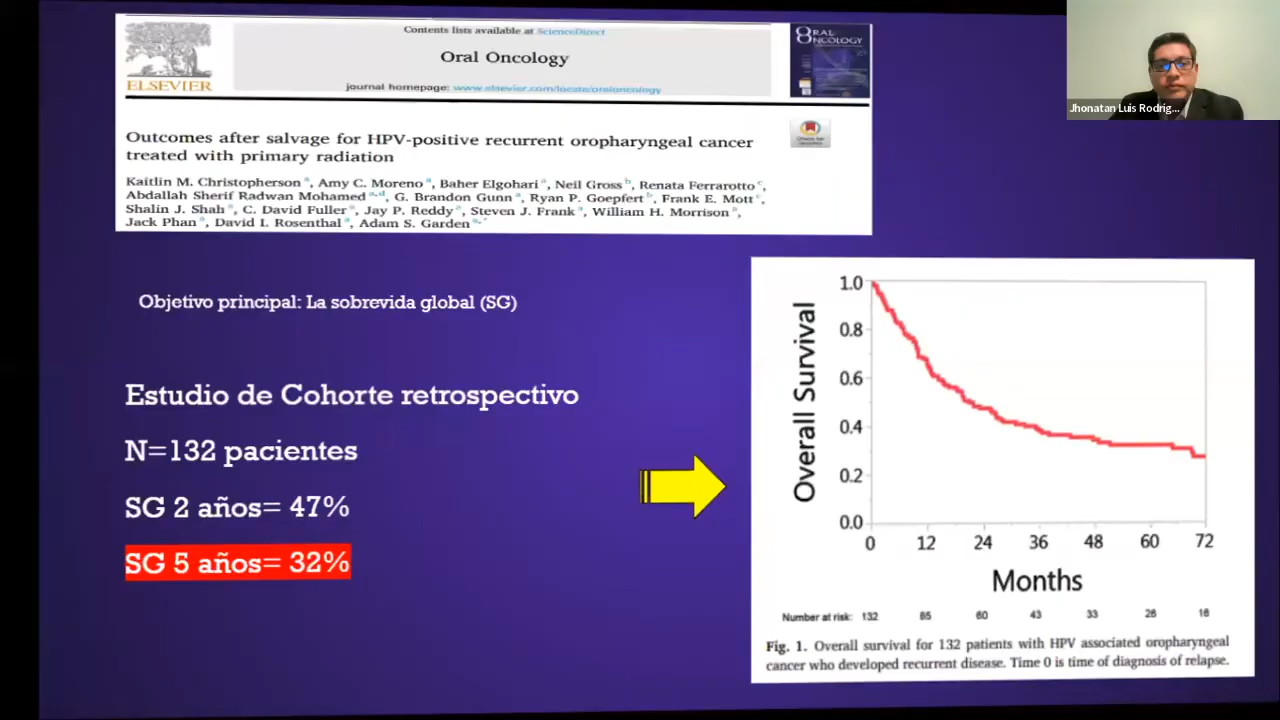 Contents lists available at ScienceDirect
Oral Oncology
journal homepage: www.elsevier.com/locate/oraloncology
ELSEVIER
ORAL ONCOLOGY
Jhonatan Luis Rodrig...
Outcomes after salvage for HPV-positive recurrent oropharyngeal cancer
treated with primary radiation
Kaitlin M. Christopherson a, Amy C. Moreno a, Baher Elgohari a, Neil Gross b, Renata Ferrarotto c,
Abdallah Sherif Radwan Mohamed a,d, G. Brandon Gunn a, Ryan P. Goepfert b, Frank E. Mott c,
Shalin J. Shah a, C. David Fuller a, Jay P. Reddy a, Steven J. Frank a, William H. Morrison a,
Jack Phan a, David I. Rosenthal a, Adam S. Garden a,*
Objetivo principal: La sobrevida global (SG)
Estudio de Cohorte retrospectivo
N=132 pacientes
SG 2 años= 47%
SG 5 años= 32%
Overall Survival
1.0
0.8
0.6
0.4
0.2
0.0
0 12 24 36 48 60 72
Months
Number at risk: 132 85 60 43 33 26 16
Fig. 1. Overall survival for 132 patients with HPV associated oropharyngeal
cancer who developed recurrent disease. Time 0 is time of diagnosis of relapse.